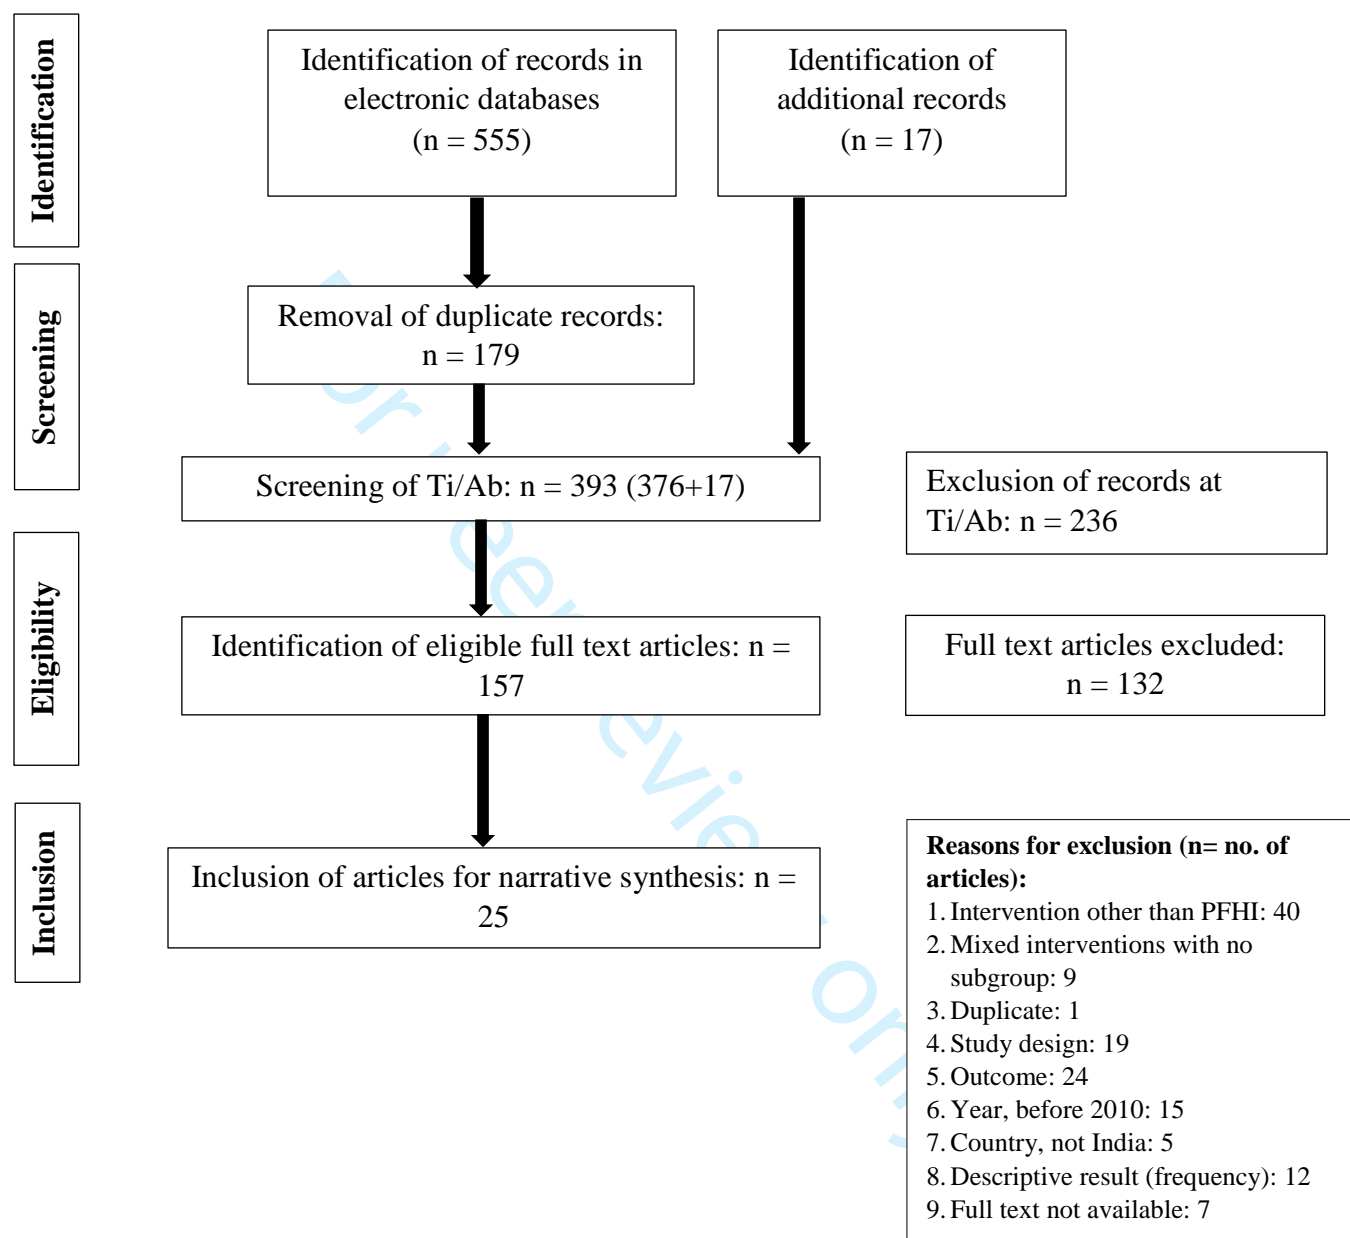 Identification
Identification of records in
electronic databases
(n = 555)
Identification of
additional records
(n = 17)
Screening
Removal of duplicate records:
n = 179
Screening of Ti/Ab: n = 393 (376+17)
Exclusion of records at
Ti/Ab: n = 236
Eligibility
Identification of eligible full text articles: n =
157
Full text articles excluded:
n = 132
Inclusion
Inclusion of articles for narrative synthesis: n =
25
Reasons for exclusion (n= no. of
articles):
1. Intervention other than PFHI: 40
2. Mixed interventions with no
subgroup: 9
3. Duplicate: 1
4. Study design: 19
5. Outcome: 24
6. Year, before 2010: 15
7. Country, not India: 5
8. Descriptive result (frequency): 12
9. Full text not available: 7